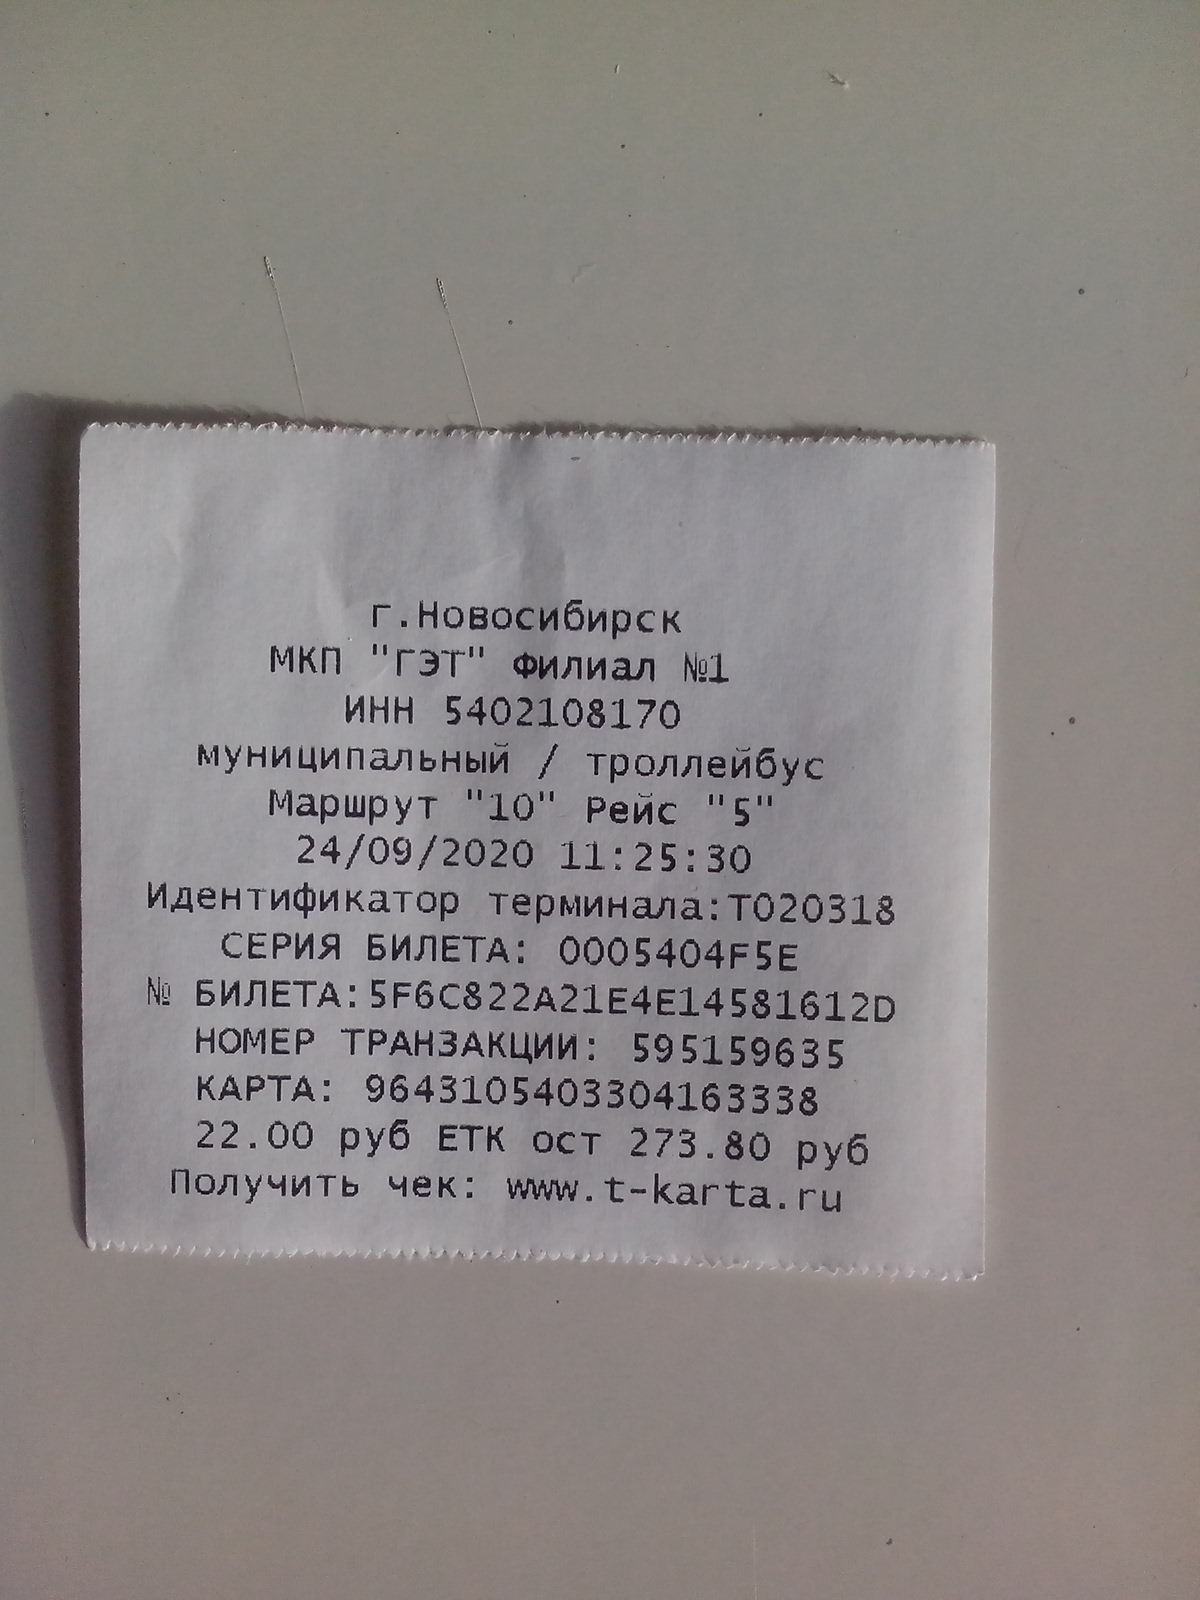 г.Новосибирск
МКП "ГЭТ" Филиал №1
ИНН 5402108170
муниципальный / троллейбус
Маршрут "10" Рейс "5"
24/09/2020 11:25:30
Идентификатор терминала:Т020318
СЕРИЯ БИЛЕТА: 0005404F5E
№ БИЛЕТА:5F6C822A21E4E14581612D
НОМЕР ТРАНЗАКЦИИ: 595159635
КАРТА: 9643105403304163338
22.00 руб ЕТК ост 273.80 руб
Получить чек: www.t-karta.ru